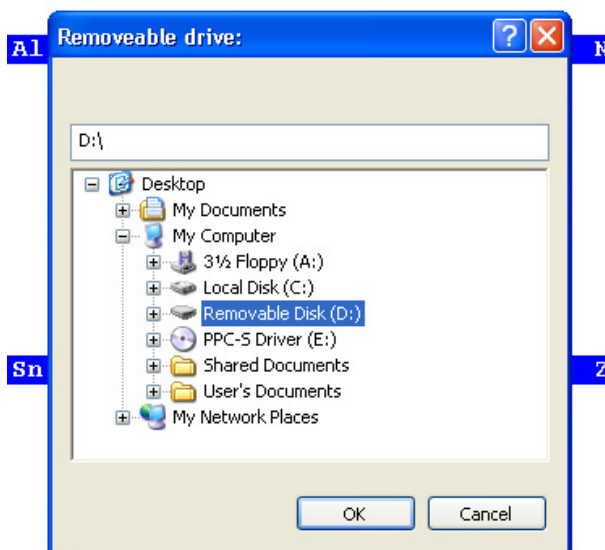 Removeable drive:
Al
N
D:\
Desktop
My Documents
My Computer
3½ Floppy (A:)
Local Disk (C:)
Removable Disk (D:)
PPC-S Driver (E:)
Sn
Z
Shared Documents
User's Documents
My Network Places
OK
Cancel